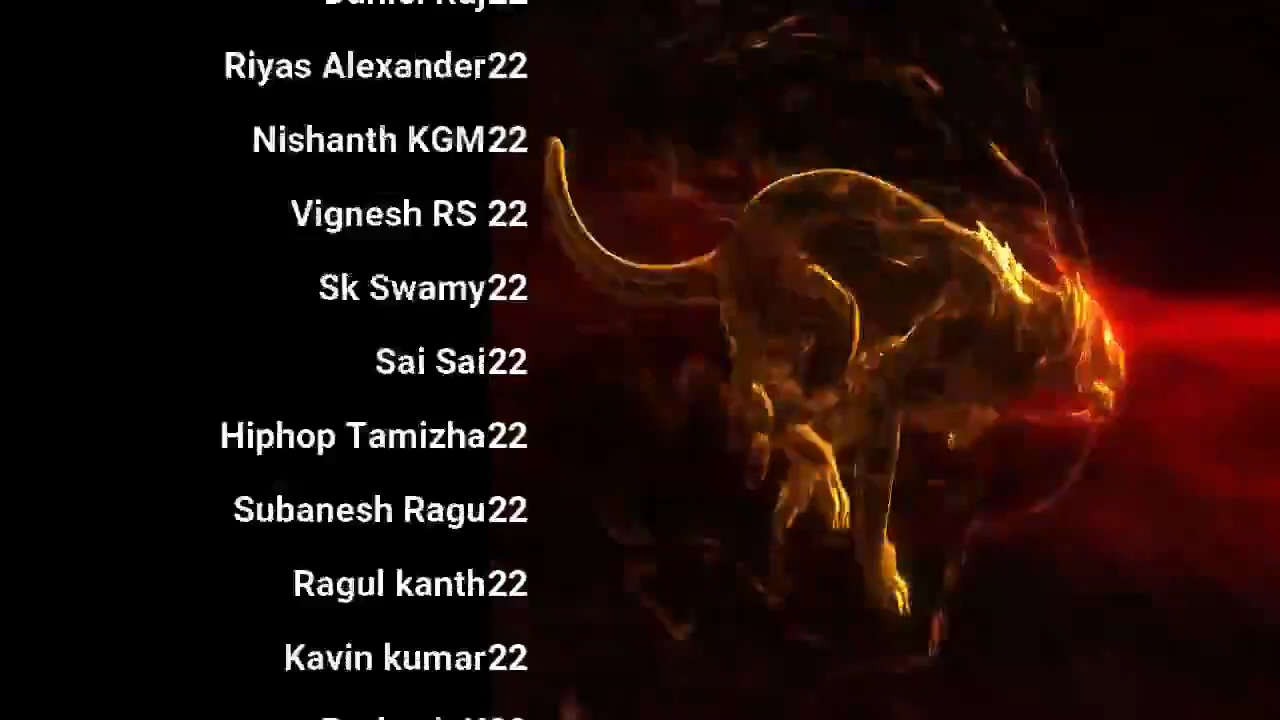 Riyas Alexander22
Nishanth KGM22
Vignesh RS 22
Sk Swamy22
Sai Sai22
Hiphop Tamizha22
Subanesh Ragu22
Ragul kanth22
Kavin kumar22